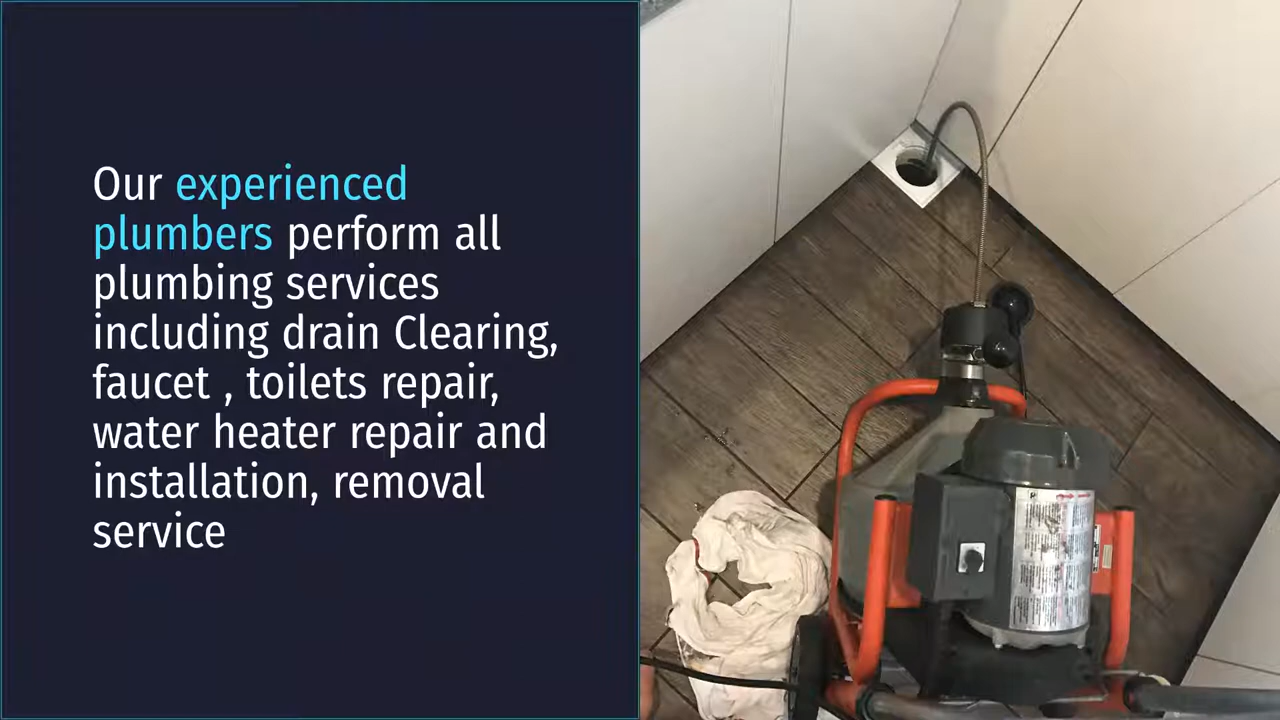 Our experienced
plumbers perform all
plumbing services
including drain Clearing,
faucet , toilets repair,
water heater repair and
installation, removal
service